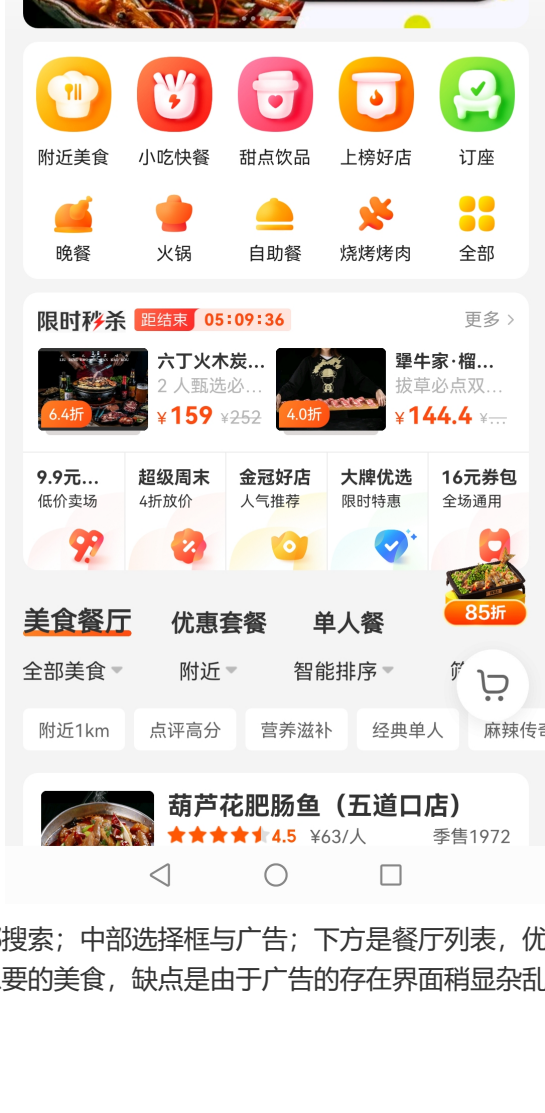 附近美食 小吃快餐 甜点饮品 上榜好店 订座
晚餐 火锅 自助餐 烧烤烤肉 全部
限时秒杀 距结束 05:09:36 更多 >
六丁火木炭... 犟牛家·榴...
2 人甄选必... 拔草必点双...
6.4折 ¥159 ¥252 4.0折 ¥144.4 ¥...
9.9元... 超级周末 金冠好店 大牌优选 16元券包
低价卖场 4折放价 人气推荐 限时特惠 全场通用
85折
美食餐厅 优惠套餐 单人餐
全部美食 附近 智能排序
附近1km 点评高分 营养滋补 经典单人 麻辣传奇
葫芦花肥肠鱼（五道口店）
4.5 ¥63/人 季售1972
搜索；中部选择框与广告；下方是餐厅列表，优
要的美食，缺点是由于广告的存在界面稍显杂乱